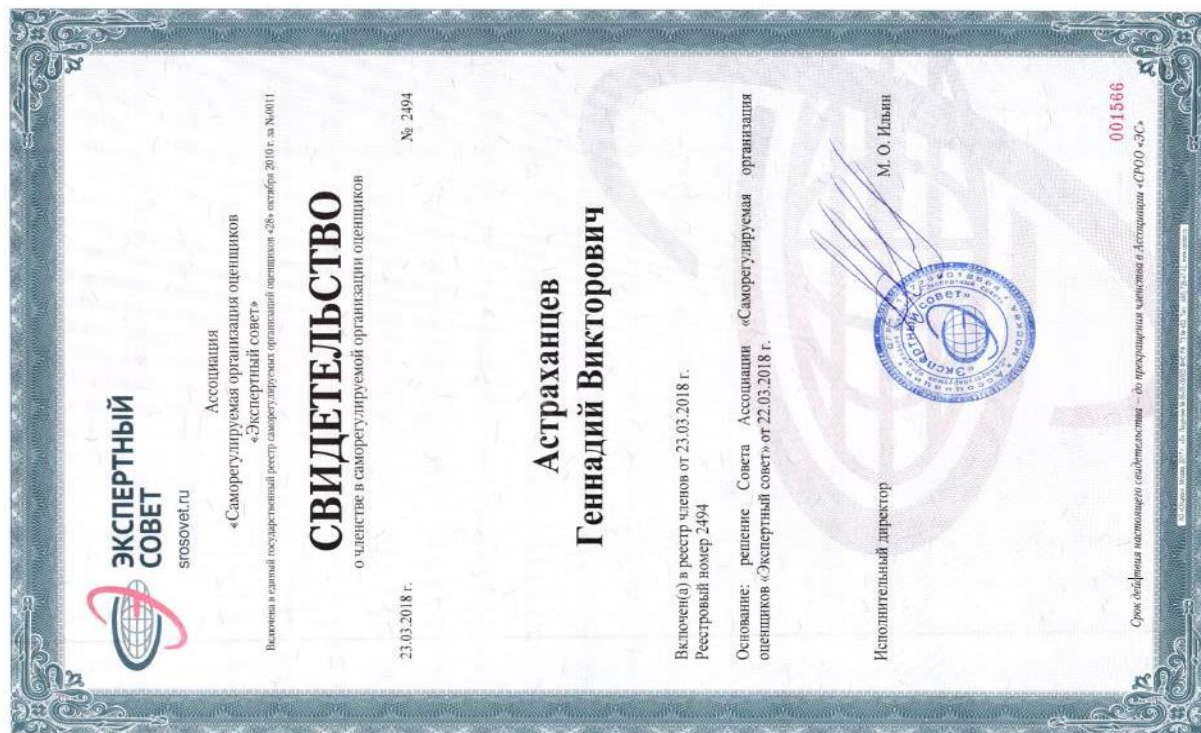 ЭКСПЕРТНЫЙ
СОВЕТ
srosovet.ru
Ассоциация
«Саморегулируемая организация оценщиков
«Экспертный совет»
Включена в единый государственный реестр саморегулируемых организаций оценщиков «28» октября 2010 г. за №0011
СВИДЕТЕЛЬСТВО
о членстве в саморегулируемой организации оценщиков
23.03.2018 г. № 2494
Астраханцев
Геннадий Викторович
Включен(а) в реестр членов от 23.03.2018 г.
Реестровый номер 2494
Основание: решение Совета Ассоциации «Саморегулируемая организация
оценщиков «Экспертный совет» от 22.03.2018 г.
Исполнительный директор М. О. Ильин
«ЭКСПЕРТНЫЙ СОВЕТ»
МОСКВА
001566
Срок действия настоящего свидетельства – до прекращения членства в Ассоциации «СРОО «ЭС»